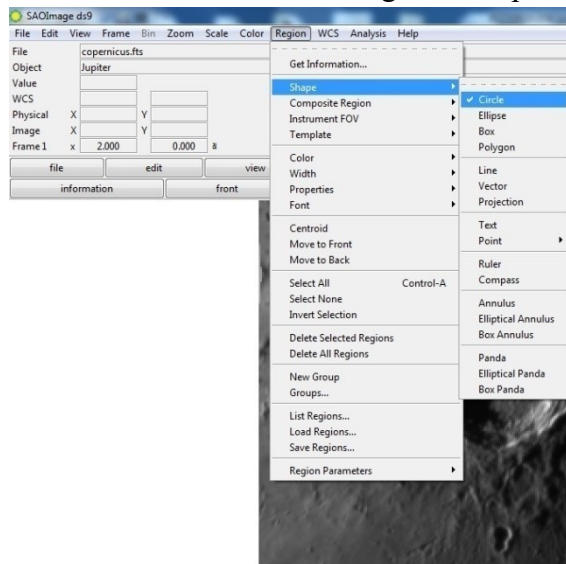 SAOImage ds9
File Edit View Frame Bin Zoom Scale Color Region WCS Analysis Help
File copernicus.fts
Object Jupiter
Value
WCS
Physical X Y
Image X Y
Frame 1 x 2.000 0.000
file edit view
information front
Get Information...
Shape
Composite Region
Instrument FOV
Template
Color
Width
Properties
Font
Centroid
Move to Front
Move to Back
Select All Control-A
Select None
Invert Selection
Delete Selected Regions
Delete All Regions
New Group
Groups...
List Regions...
Load Regions...
Save Regions...
Region Parameters
Circle
Ellipse
Box
Polygon
Line
Vector
Projection
Text
Point
Ruler
Compass
Annulus
Elliptical Annulus
Box Annulus
Panda
Elliptical Panda
Box Panda